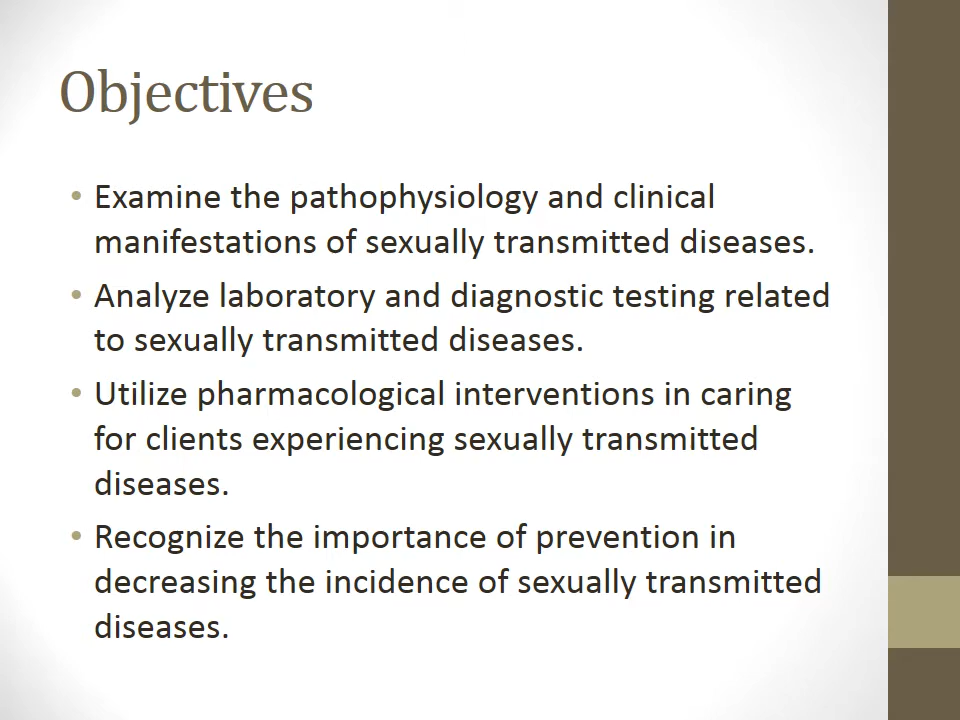 Objectives
• Examine the pathophysiology and clinical
manifestations of sexually transmitted diseases.
• Analyze laboratory and diagnostic testing related
to sexually transmitted diseases.
• Utilize pharmacological interventions in caring
for clients experiencing sexually transmitted
diseases.
• Recognize the importance of prevention in
decreasing the incidence of sexually transmitted
diseases.